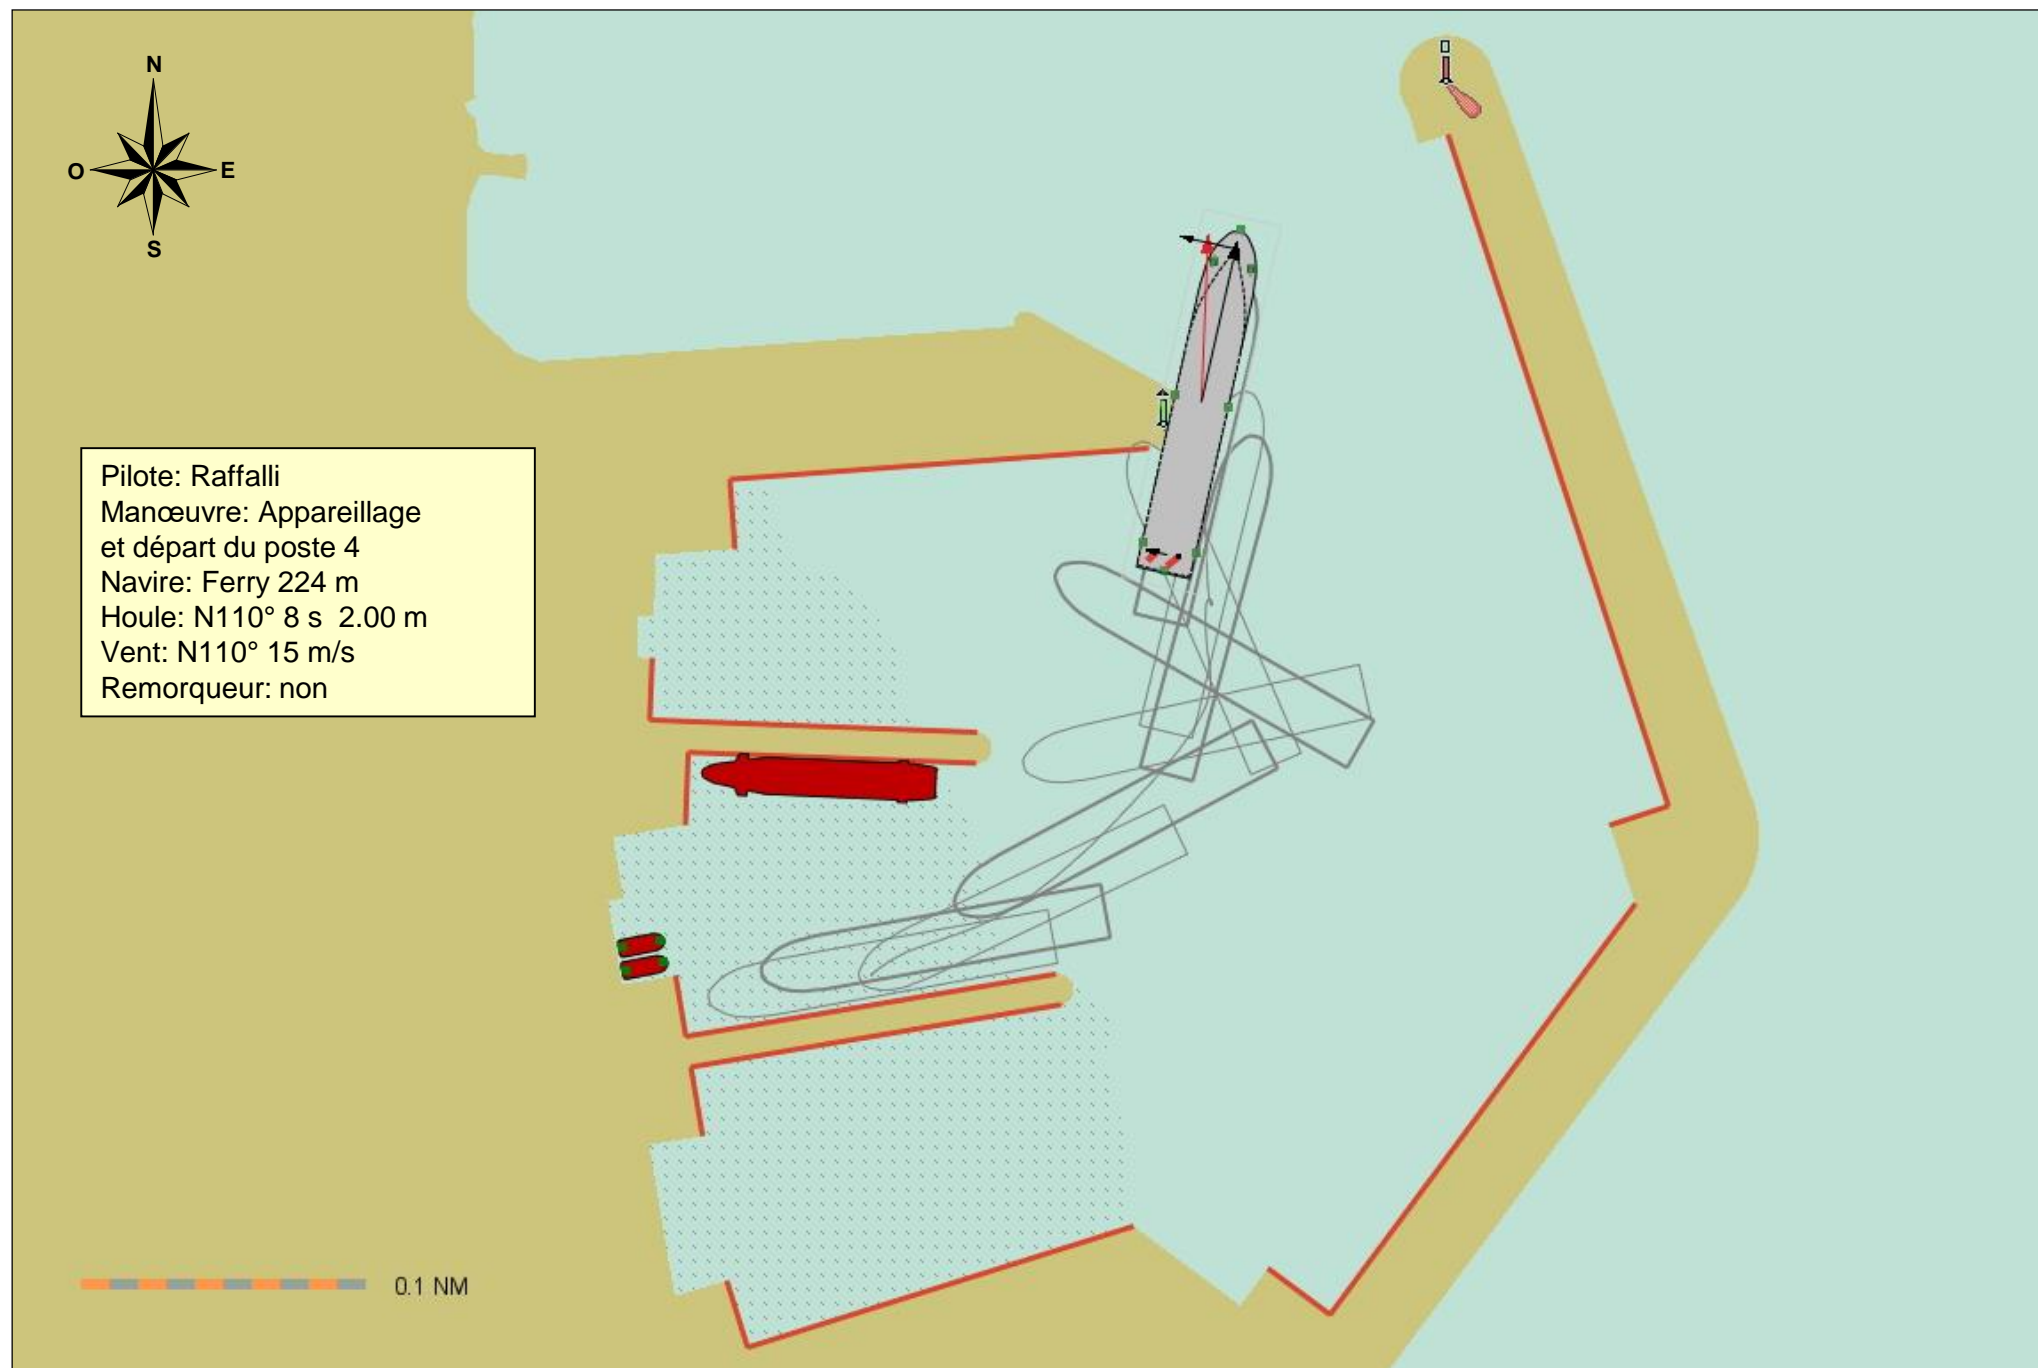 N
O
E
S
Pilote: Raffalli
Manœuvre: Appareillage
et départ du poste 4
Navire: Ferry 224 m
Houle: N110° 8 s  2.00 m
Vent: N110° 15 m/s
Remorqueur: non
0.1 NM